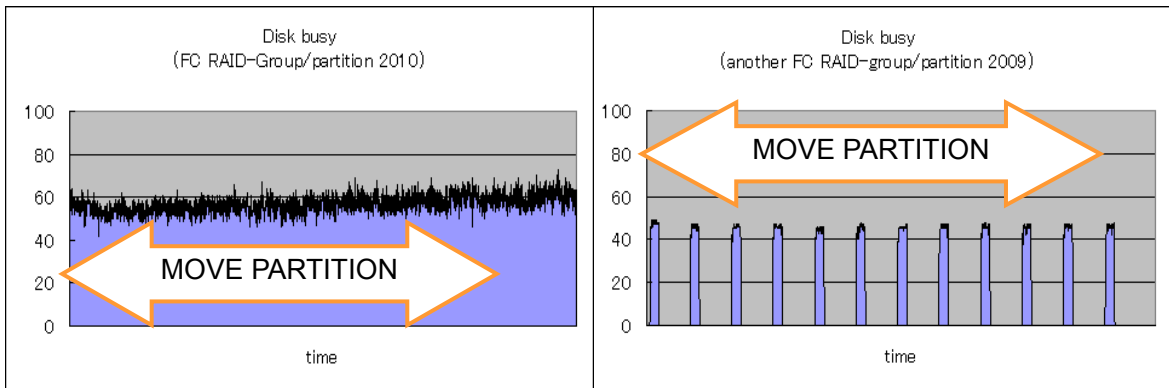 Disk busy
(FC RAID-Group/partition 2010)
100
80
60
40
20
0
MOVE PARTITION
time
Disk busy
(another FC RAID-group/partition 2009)
100
80
60
40
20
0
MOVE PARTITION
time